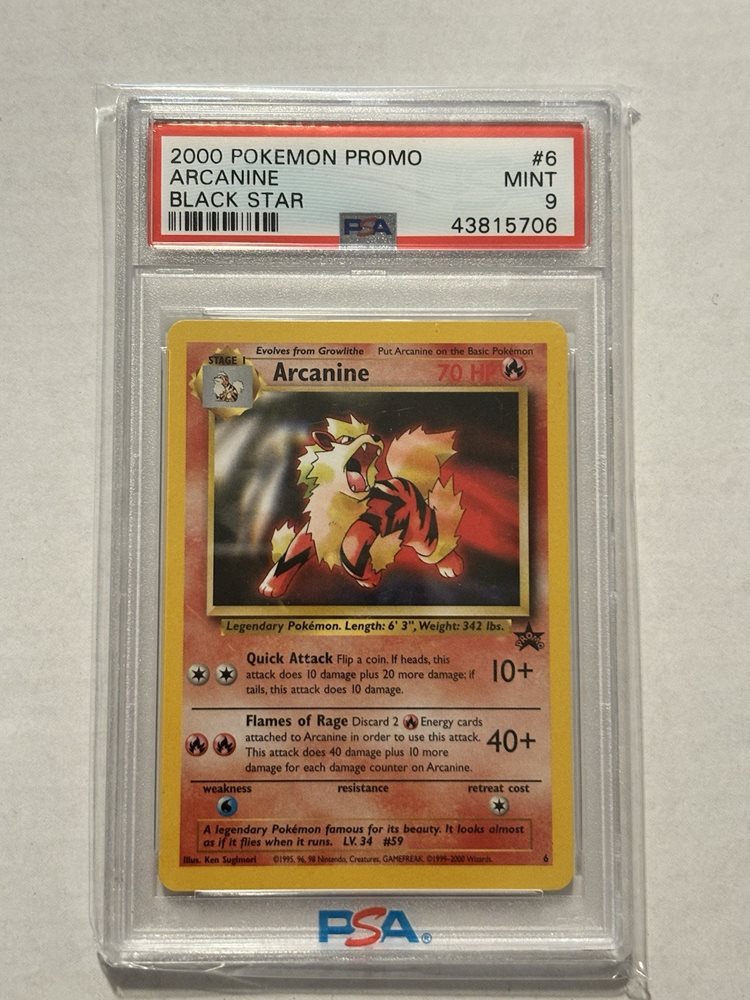 2000 POKEMON PROMO #6
ARCANINE MINT
BLACK STAR 9
PSA 43815706
Evolves from Growlithe Put Arcanine on the Basic Pokémon
STAGE 1
Arcanine 70 HP
Legendary Pokémon. Length: 6' 3", Weight: 342 lbs.
PROMO
Quick Attack Flip a coin. If heads, this
attack does 10 damage plus 20 more damage; if
tails, this attack does 10 damage.
10+
Flames of Rage Discard 2 Energy cards
attached to Arcanine in order to use this attack.
This attack does 40 damage plus 10 more
damage for each damage counter on Arcanine.
40+
weakness resistance retreat cost
A legendary Pokémon famous for its beauty. It looks almost
as if it flies when it runs. LV. 34 #59
Illus. Ken Sugimori ©1995, 96, 98 Nintendo, Creatures, GAMEFREAK. ©1999-2000 Wizards. 6
PSA®